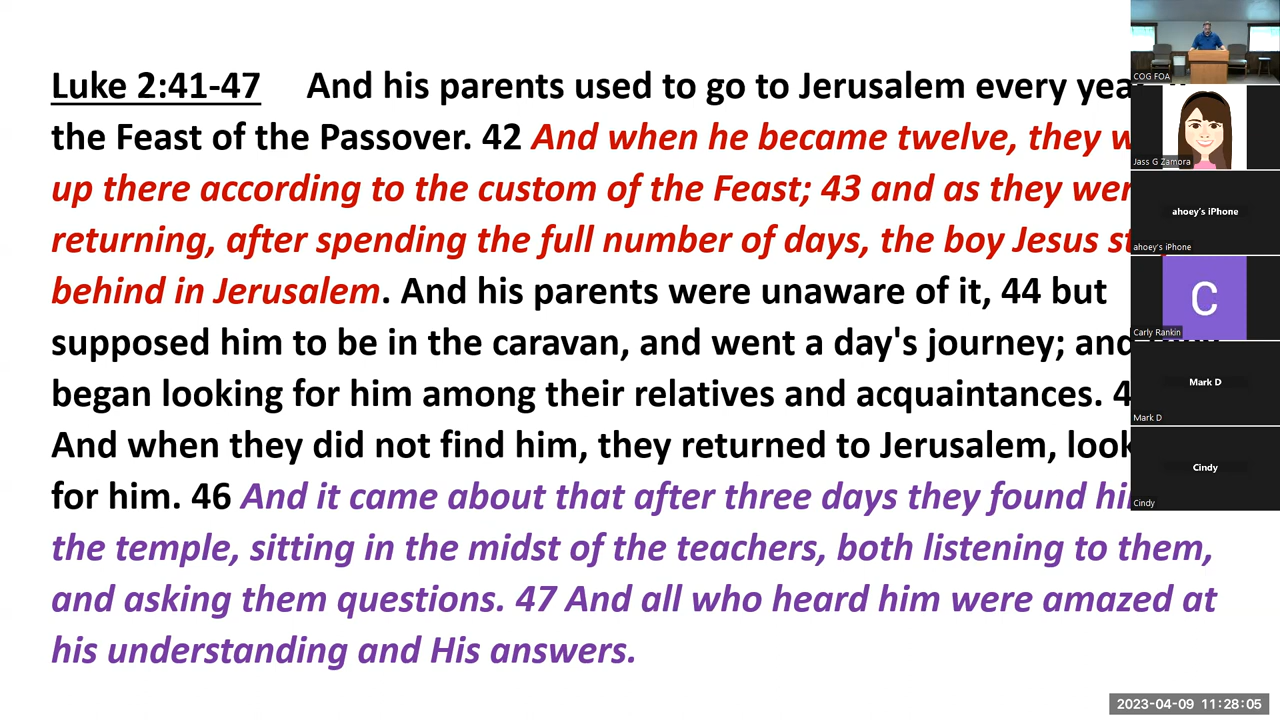 Luke 2:41-47 And his parents used to go to Jerusalem every
the Feast of the Passover. 42 And when he became twelve, they
up there according to the custom of the Feast; 43 and as they
returning, after spending the full number of days, the boy Jesus
behind in Jerusalem. And his parents were unaware of it, 44 but
supposed him to be in the caravan, and went a day's journey; and
began looking for him among their relatives and acquaintances.
And when they did not find him, they returned to Jerusalem,
for him. 46 And it came about that after three days they found
the temple, sitting in the midst of the teachers, both listening to them,
and asking them questions. 47 And all who heard him were amazed at
his understanding and His answers.
COG FOA
Jass G Zamora
ahoey's iPhone
ahoey's iPhone
C
Carly Rankin
Mark D
Mark D
Cindy
Cindy
2023-04-09 11:28:05